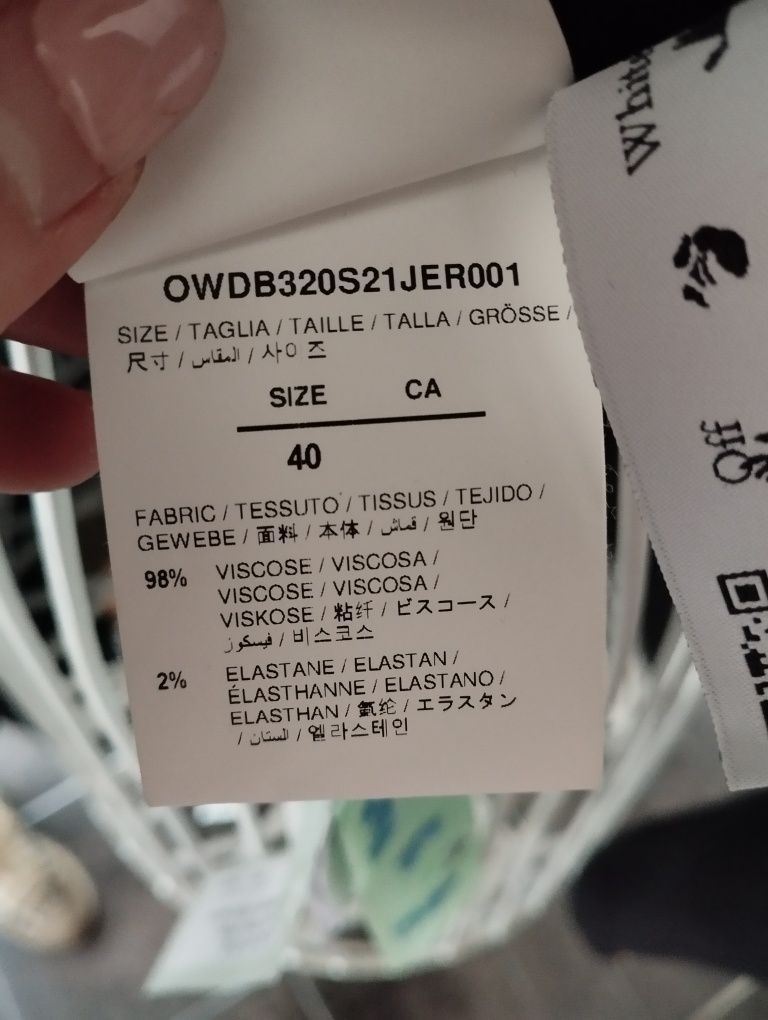 OWDB320S21JER001
SIZE / TAGLIA / TAILLE / TALLA / GRÖSSE /
尺寸 / المقاس / 사이즈
SIZE CA
40
FABRIC / TESSUTO / TISSUS / TEJIDO /
GEWEBE / 面料 / 本体 / قماش / 원단
98% VISCOSE / VISCOSA /
VISCOSE / VISCOSA /
VISKOSE / 粘纤 / ビスコース /
فيسكوز / 비스코스
2% ELASTANE / ELASTAN /
ÉLASTHANNE / ELASTANO /
ELASTHAN / 氨纶 / エラスタン
/ الستان / 엘라스테인
Off